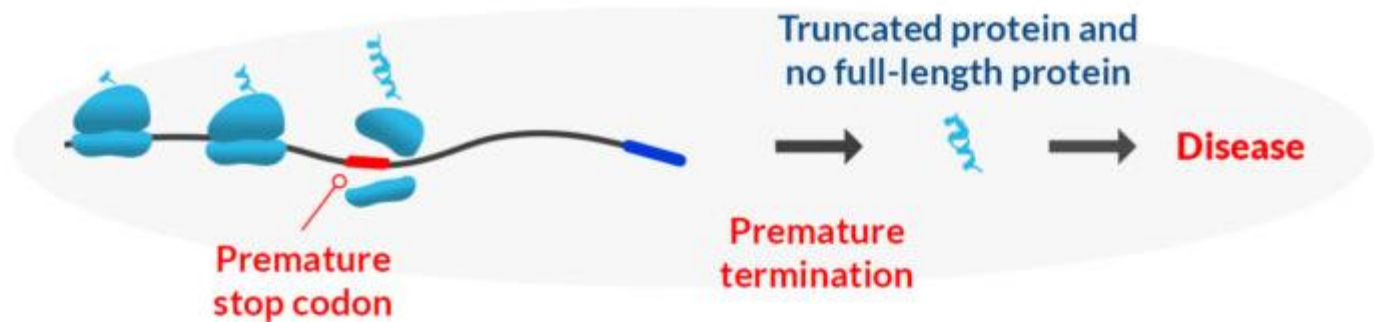 Truncated protein and
no full-length protein
Disease
Premature
stop codon
Premature
termination